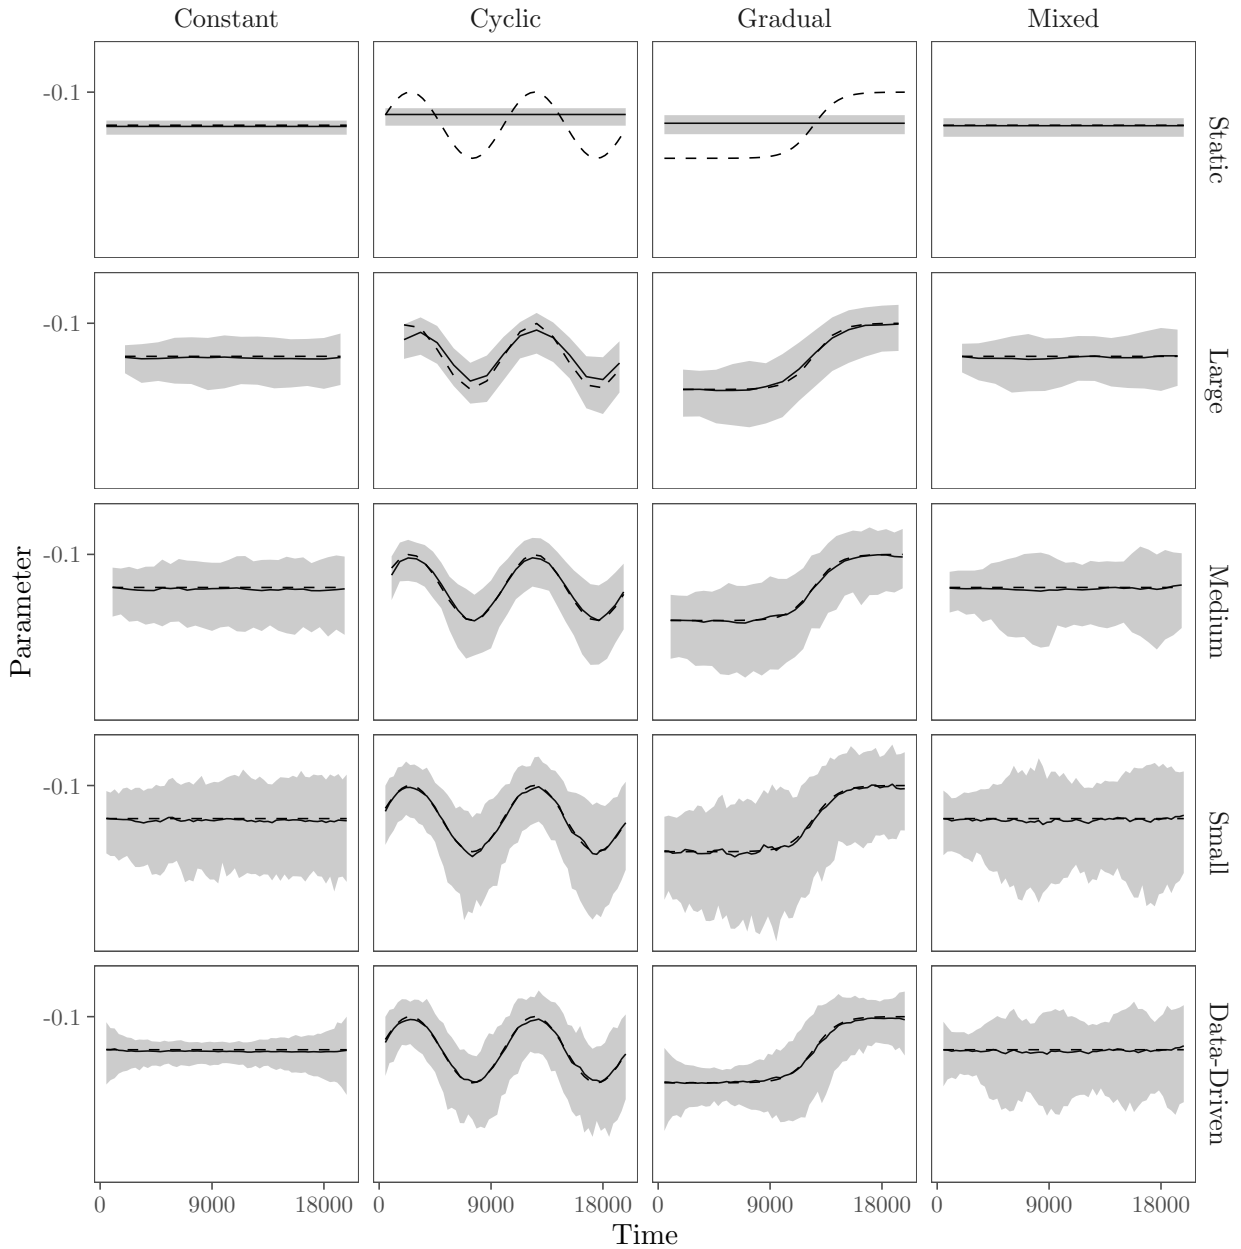 Constant Cyclic Gradual Mixed
-0.1
Static
-0.1
Large
-0.1
Medium
-0.1
Small
-0.1
Data-Driven
Parameter
0 9000 18000 0 9000 18000 0 9000 18000 0 9000 18000
Time